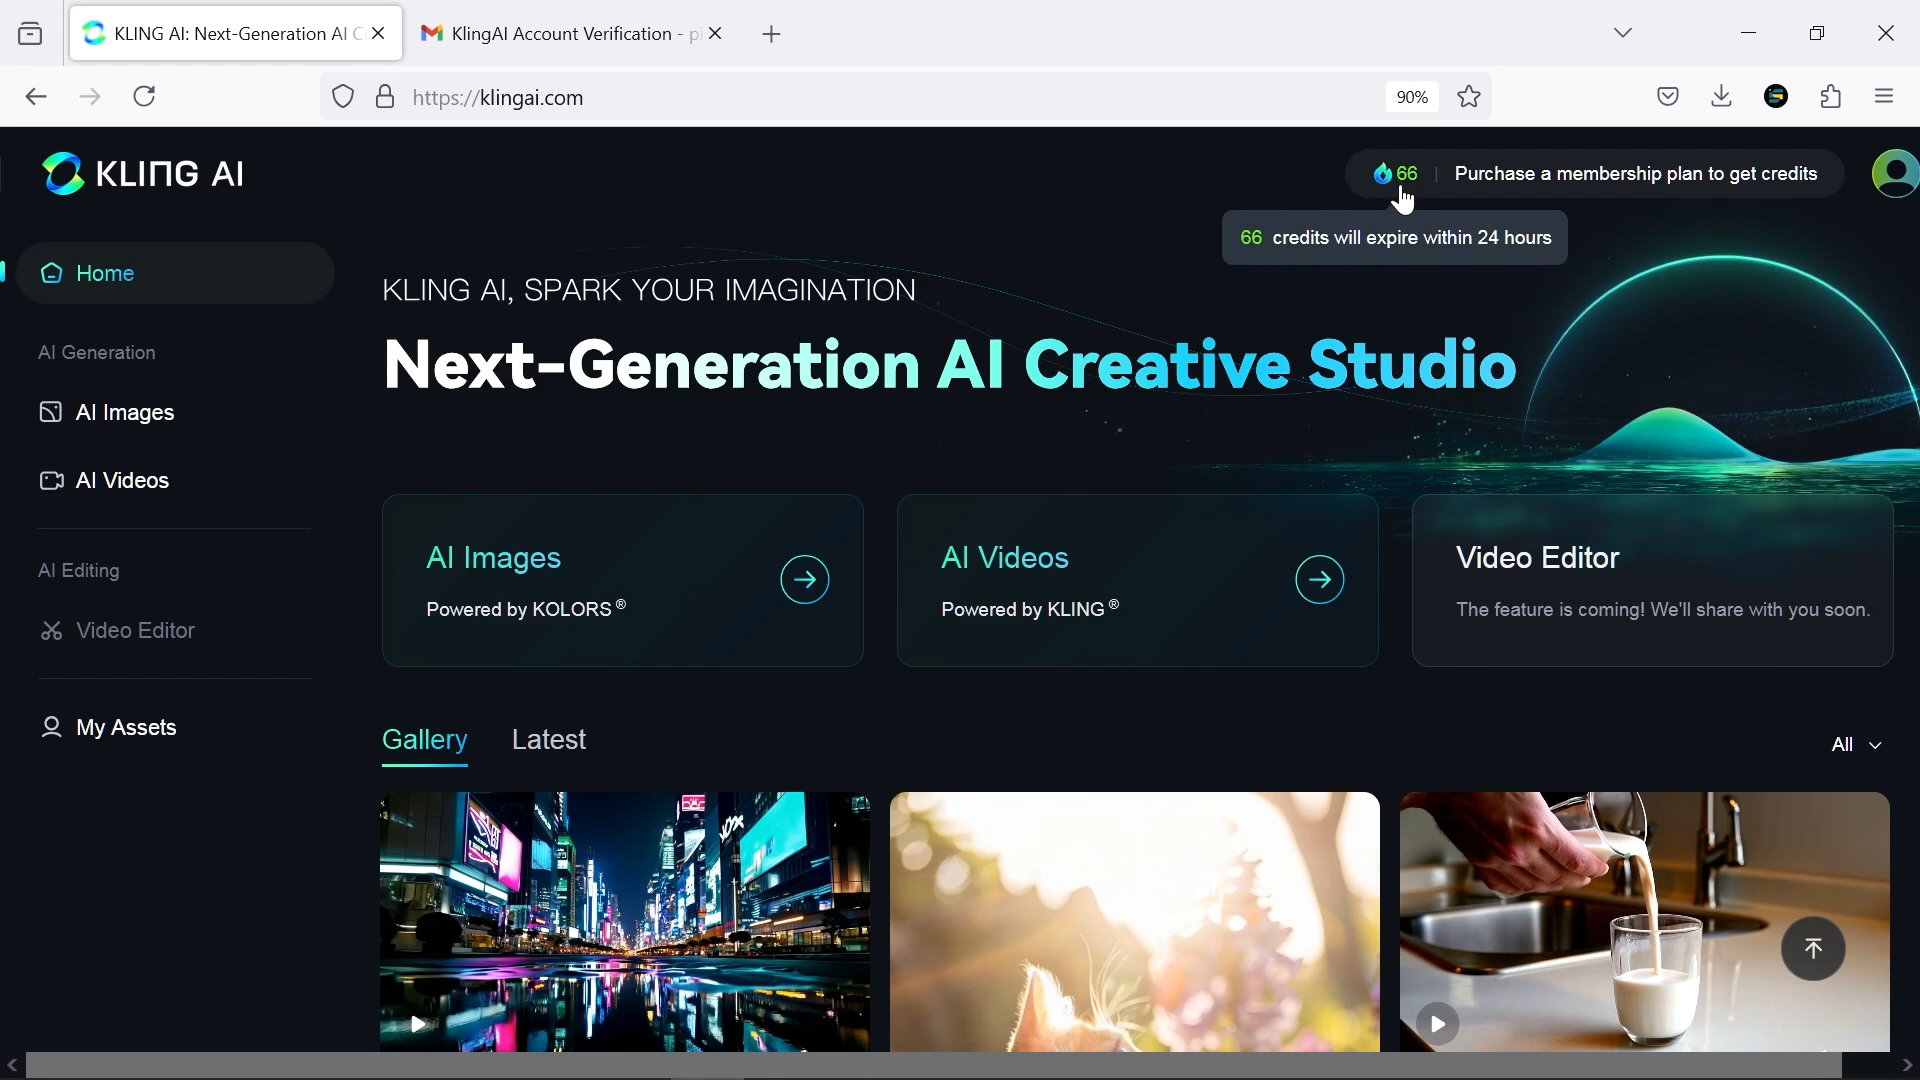 KLING AI: Next-Generation AI C
KlingAI Account Verification - pi
https://klingai.com
90%
KLING AI
66
Purchase a membership plan to get credits
66 credits will expire within 24 hours
Home
AI Generation
AI Images
AI Videos
AI Editing
Video Editor
My Assets
KLING AI, SPARK YOUR IMAGINATION
Next-Generation AI Creative Studio
AI Images
Powered by KOLORS®
AI Videos
Powered by KLING®
Video Editor
The feature is coming! We'll share with you soon.
Gallery
Latest
All